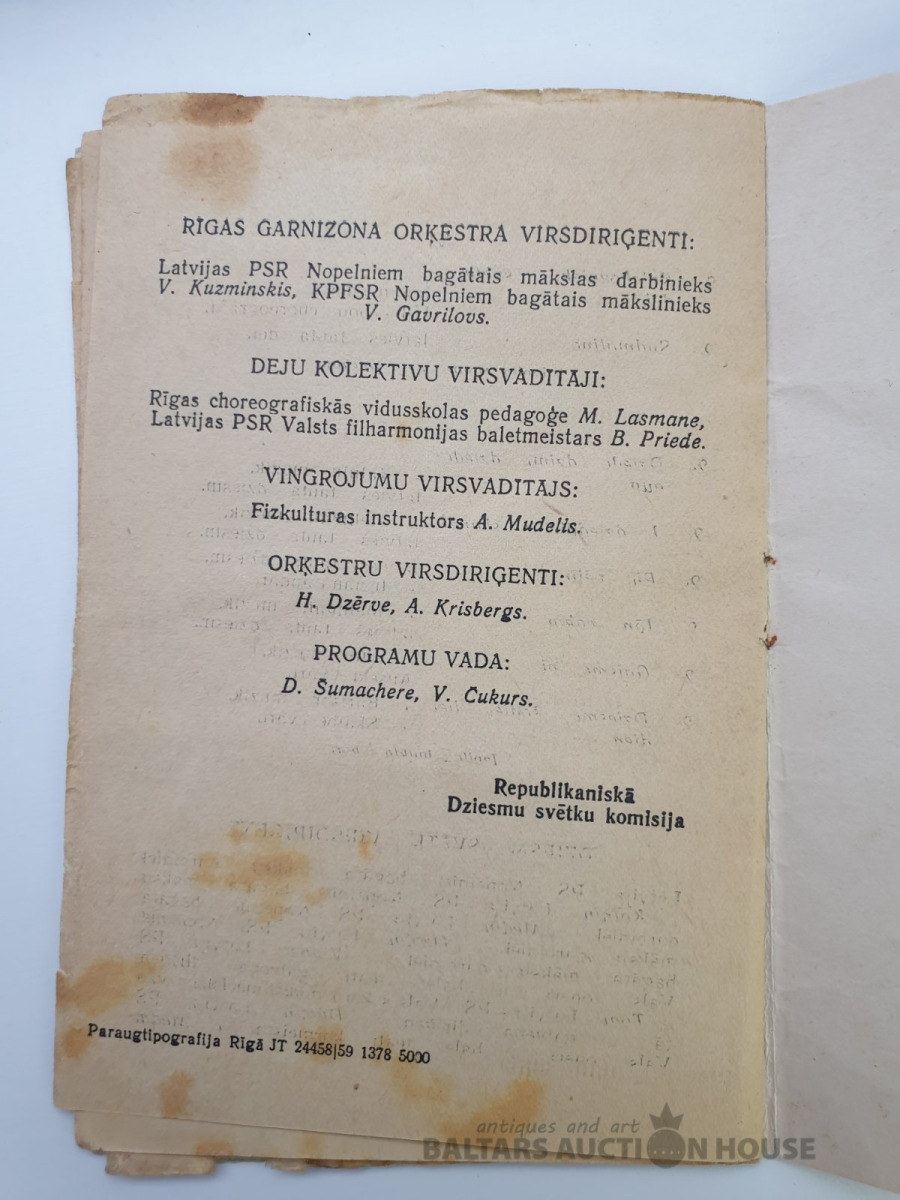 RĪGAS GARNIZONA ORĶESTRA VIRSDIRIĢENTI:
Latvijas PSR Nopelniem bagātais mākslas darbinieks
V. Kuzminskis, KPFSR Nopelniem bagātais mākslinieks
V. Gavrilovs.
DEJU KOLEKTIVU VIRSVADITAJI:
Rīgas choreografiskās vidusskolas pedagoģe M. Lasmane,
Latvijas PSR Valsts filharmonijas baletmeistars B. Priede.
VINGROJUMU VIRSVADITAJS:
Fizkulturas instruktors A. Mudelis.
ORĶESTRU VIRSDIRIĢENTI:
H. Dzērve, A. Krisbergs.
PROGRAMU VADA:
D. Šumachere, V. Cukurs.
Republikaniskā
Dziesmu svētku komisija
Paraugtipografija Rīgā JT 24458|59 1378 5000
antiques and art
BALTARS AUCTION HOUSE